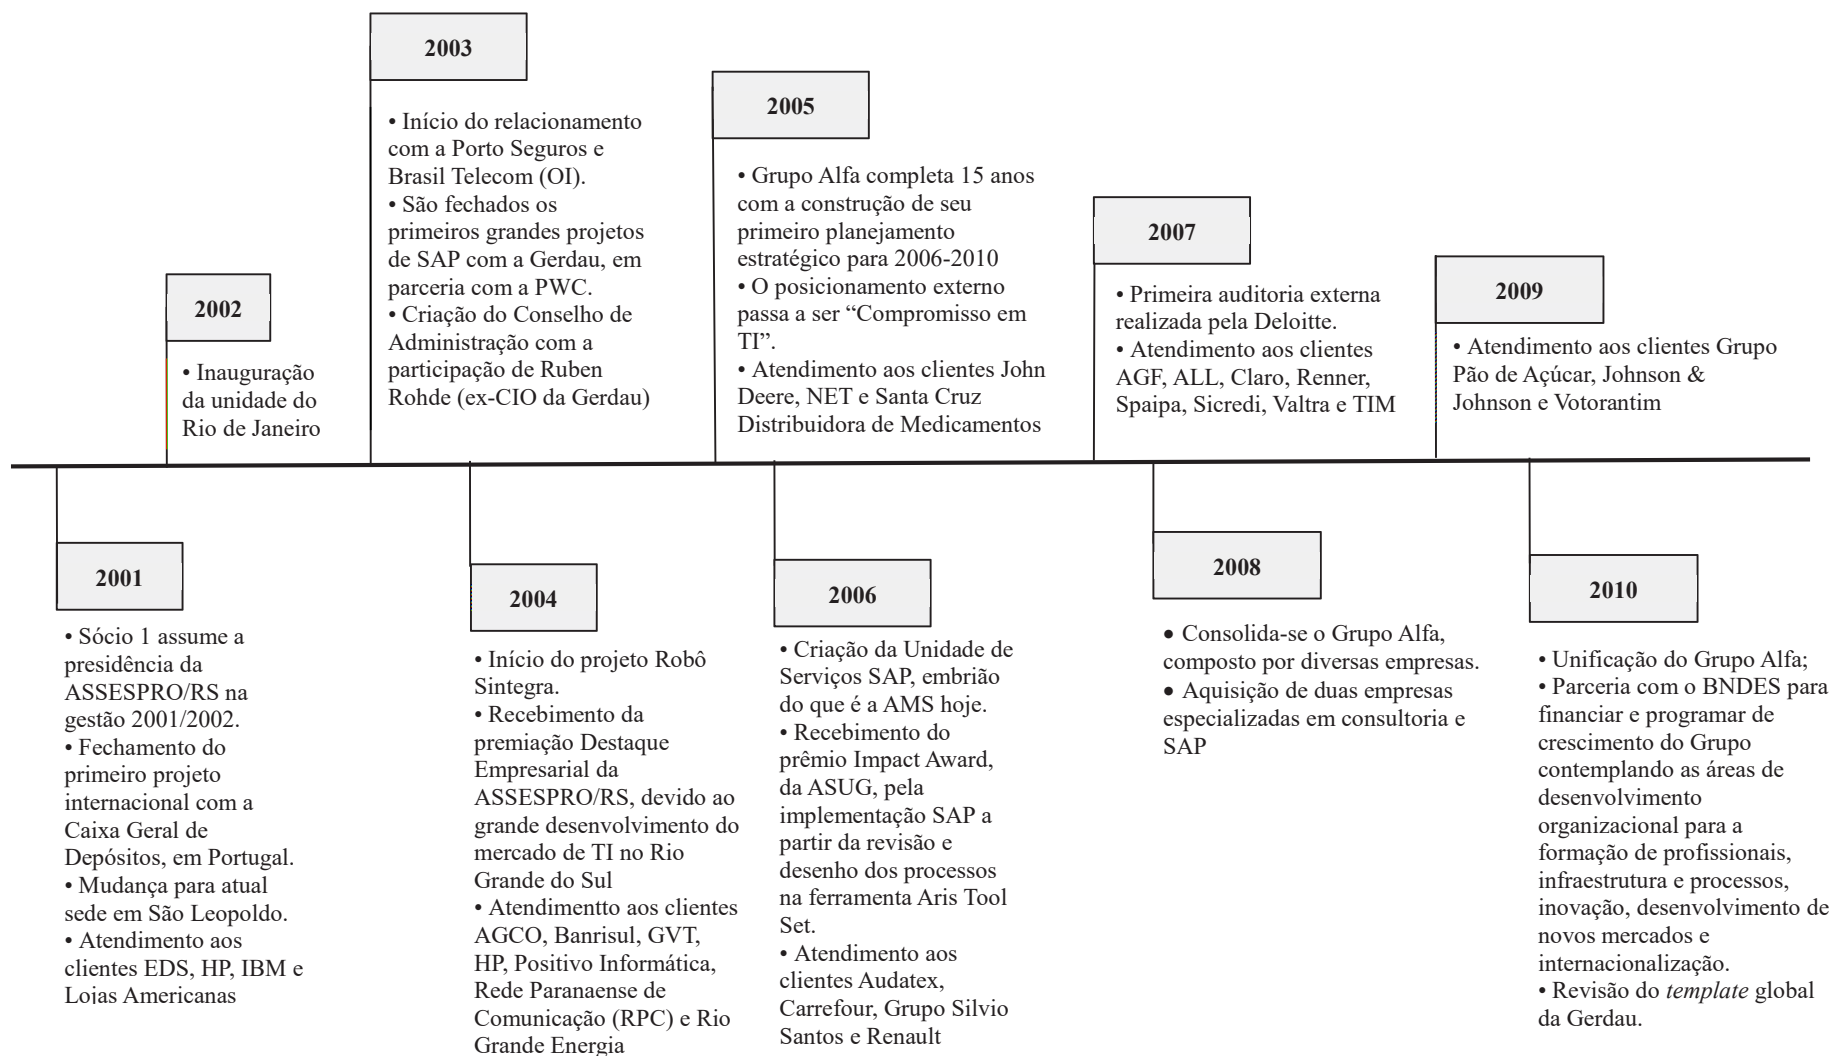 2003
• Início do relacionamento
com a Porto Seguros e
Brasil Telecom (OI).
• São fechados os
primeiros grandes projetos
de SAP com a Gerdau, em
parceria com a PWC.
• Criação do Conselho de
Administração com a
participação de Ruben
Rohde (ex-CIO da Gerdau)
2005
• Grupo Alfa completa 15 anos
com a construção de seu
primeiro planejamento
estratégico para 2006-2010
• O posicionamento externo
passa a ser “Compromisso em
TI”.
• Atendimento aos clientes John
Deere, NET e Santa Cruz
Distribuidora de Medicamentos
2007
• Primeira auditoria externa
realizada pela Deloitte.
• Atendimento aos clientes
AGF, ALL, Claro, Renner,
Spaipa, Sicredi, Valtra e TIM
2009
• Atendimento aos clientes Grupo
Pão de Açúcar, Johnson &
Johnson e Votorantim
2002
• Inauguração
da unidade do
Rio de Janeiro
2001
• Sócio 1 assume a
presidência da
ASSESPRO/RS na
gestão 2001/2002.
• Fechamento do
primeiro projeto
internacional com a
Caixa Geral de
Depósitos, em Portugal.
• Mudança para atual
sede em São Leopoldo.
• Atendimento aos
clientes EDS, HP, IBM e
Lojas Americanas
2004
• Início do projeto Robô
Sintegra.
• Recebimento da
premiação Destaque
Empresarial da
ASSESPRO/RS, devido ao
grande desenvolvimento do
mercado de TI no Rio
Grande do Sul
• Atendimentto aos clientes
AGCO, Banrisul, GVT,
HP, Positivo Informática,
Rede Paranaense de
Comunicação (RPC) e Rio
Grande Energia
2006
• Criação da Unidade de
Serviços SAP, embrião
do que é a AMS hoje.
• Recebimento do
prêmio Impact Award,
da ASUG, pela
implementação SAP a
partir da revisão e
desenho dos processos
na ferramenta Aris Tool
Set.
• Atendimento aos
clientes Audatex,
Carrefour, Grupo Silvio
Santos e Renault
2008
• Consolida-se o Grupo Alfa,
composto por diversas empresas.
• Aquisição de duas empresas
especializadas em consultoria e
SAP
2010
• Unificação do Grupo Alfa;
• Parceria com o BNDES para
financiar e programar de
crescimento do Grupo
contemplando as áreas de
desenvolvimento
organizacional para a
formação de profissionais,
infraestrutura e processos,
inovação, desenvolvimento de
novos mercados e
internacionalização.
• Revisão do template global
da Gerdau.